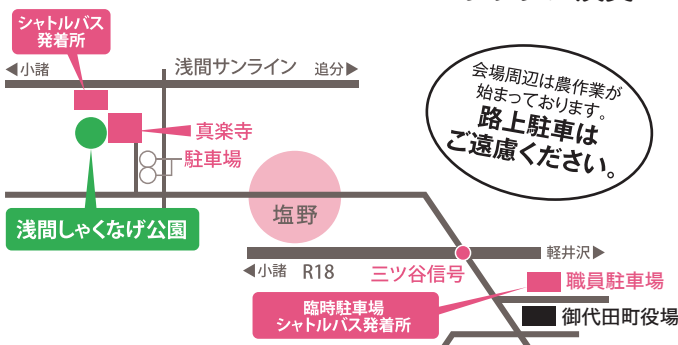 シャトルバス
発着所
◀小諸
浅間サンライン
追分▶
会場周辺は農作業が
始まっております。
路上駐車は
ご遠慮ください。
真楽寺
駐車場
浅間しゃくなげ公園
塩野
◀小諸 R18
三ツ谷信号
軽井沢▶
職員駐車場
臨時駐車場
シャトルバス発着所
御代田町役場